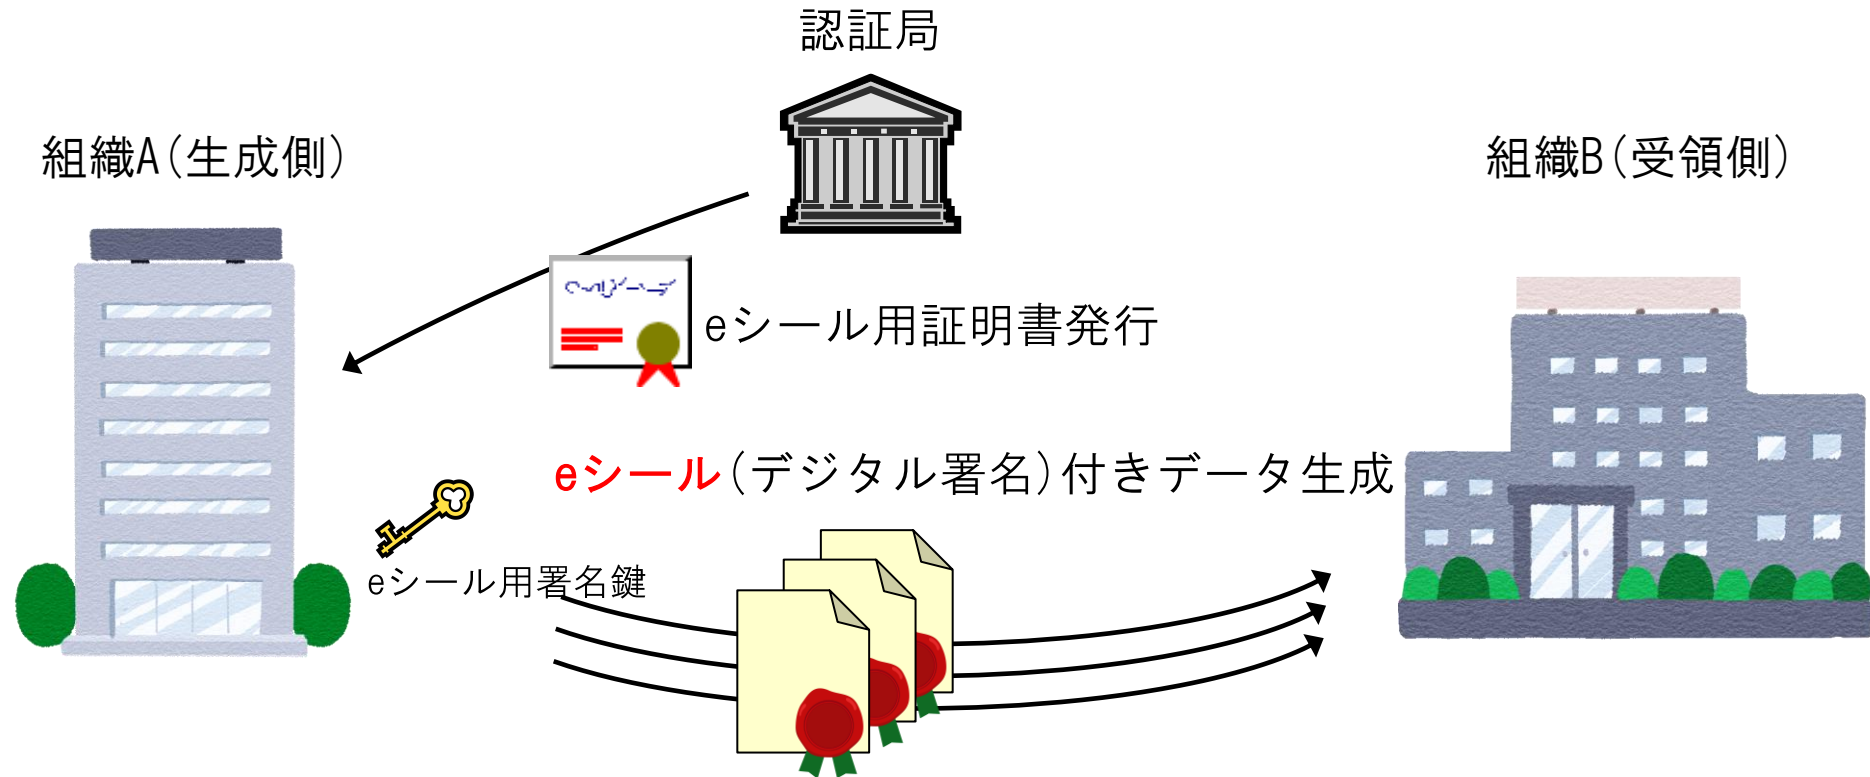 認証局
組織A(生成側)
組織B(受領側)
eシール用証明書発行
eシール(デジタル署名)付きデータ生成
eシール用署名鍵